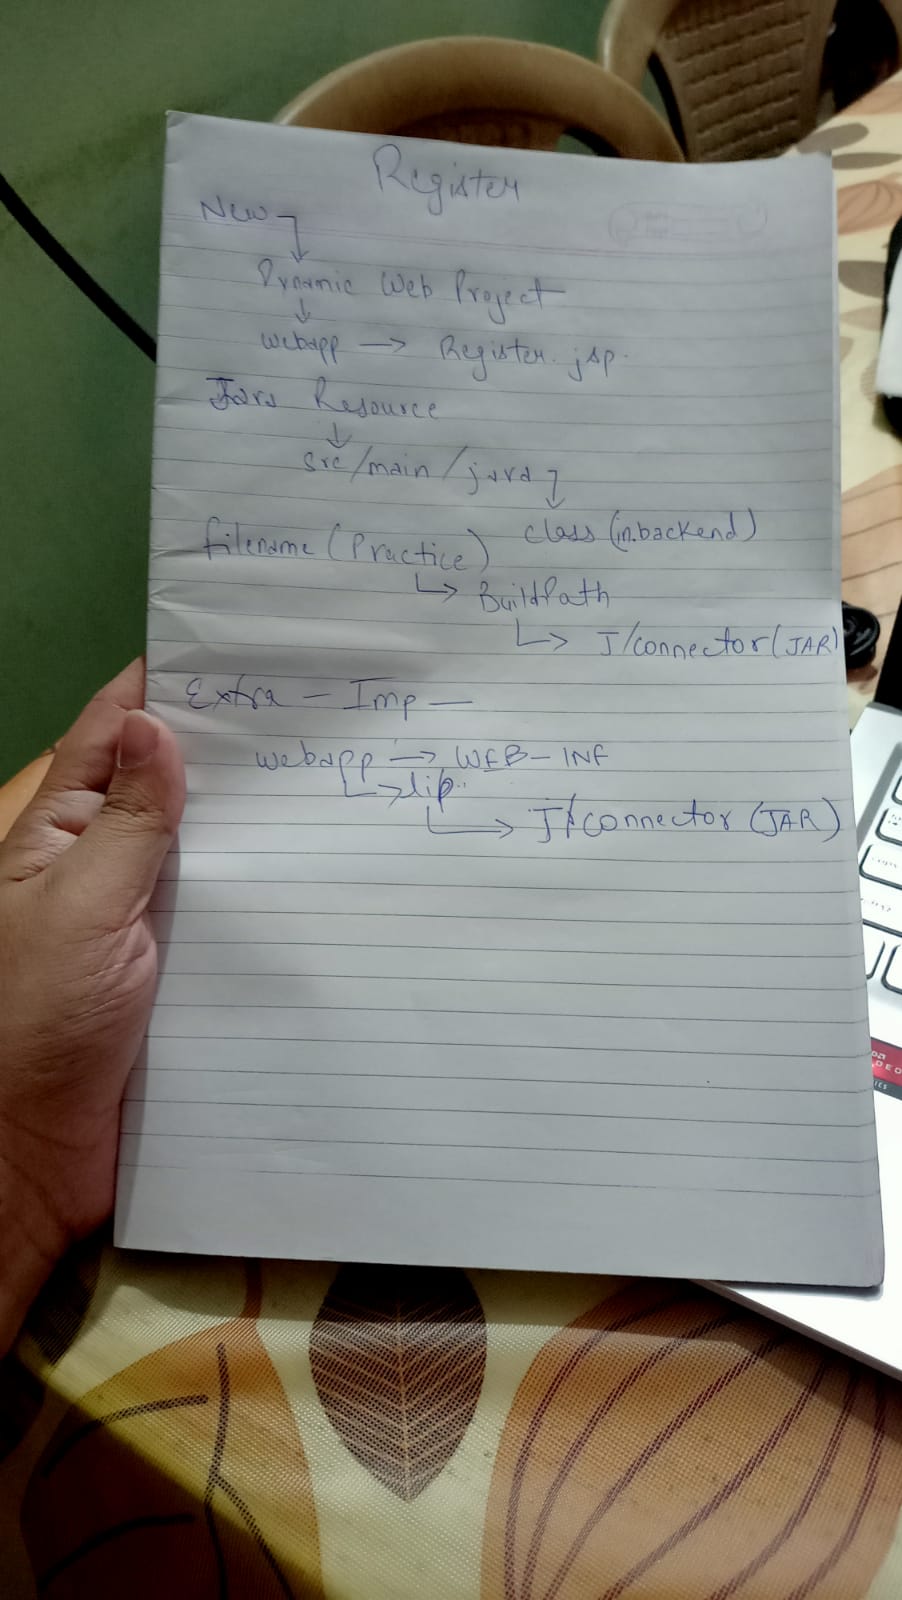 Register
New
Dynamic Web Project
webapp → Register.jsp
Java Resource
↓
src/main/java
class (in.backend)
filename (Practice)
↳ BuildPath
↳ J/connector (JAR)
Extra - Imp -
webapp → WEB-INF
↳ lib
↳ J/connector (JAR)